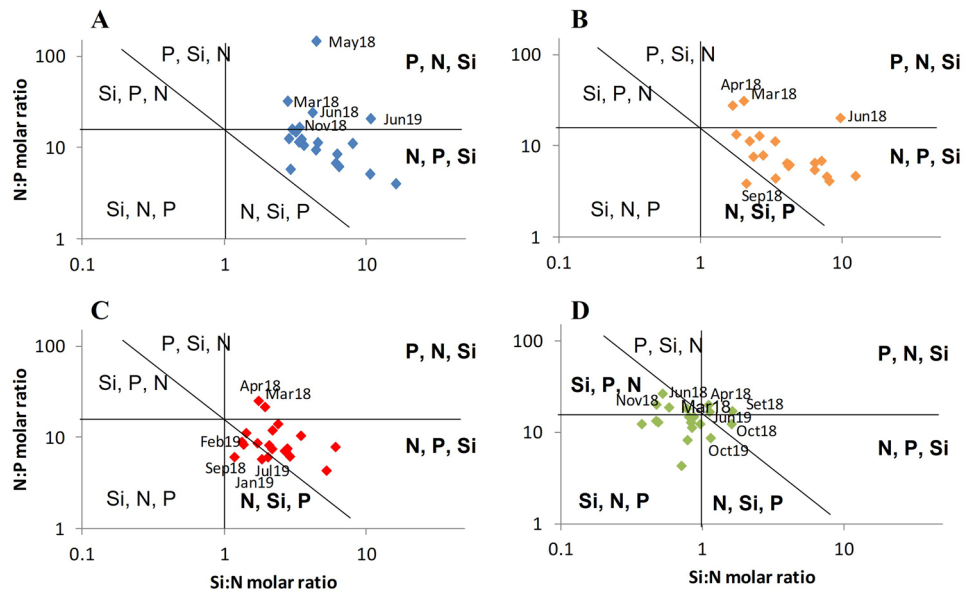 A
P, Si, N
May18
P, N, Si
100
Si, P, N
Mar18
Jun18
Jun19
Nov18
N:P molar ratio
10
N, P, Si
Si, N, P
N, Si, P
1
0.1 1 10
B
P, Si, N
P, N, Si
100
Si, P, N
Apr18
Mar18
Jun18
10
N, P, Si
Sep18
Si, N, P
N, Si, P
1
0.1 1 10
C
P, Si, N
P, N, Si
100
Si, P, N
Apr18
Mar18
N:P molar ratio
10
Feb19
N, P, Si
Sep18
Jul19
Jan19
Si, N, P
N, Si, P
1
0.1 1 10
Si:N molar ratio
D
P, Si, N
P, N, Si
100
Si, P, N
Jun18
Apr18
Nov18
Mar18
Set18
Jun19
Oct18
10
Oct19
N, P, Si
Si, N, P
N, Si, P
1
0.1 1 10
Si:N molar ratio